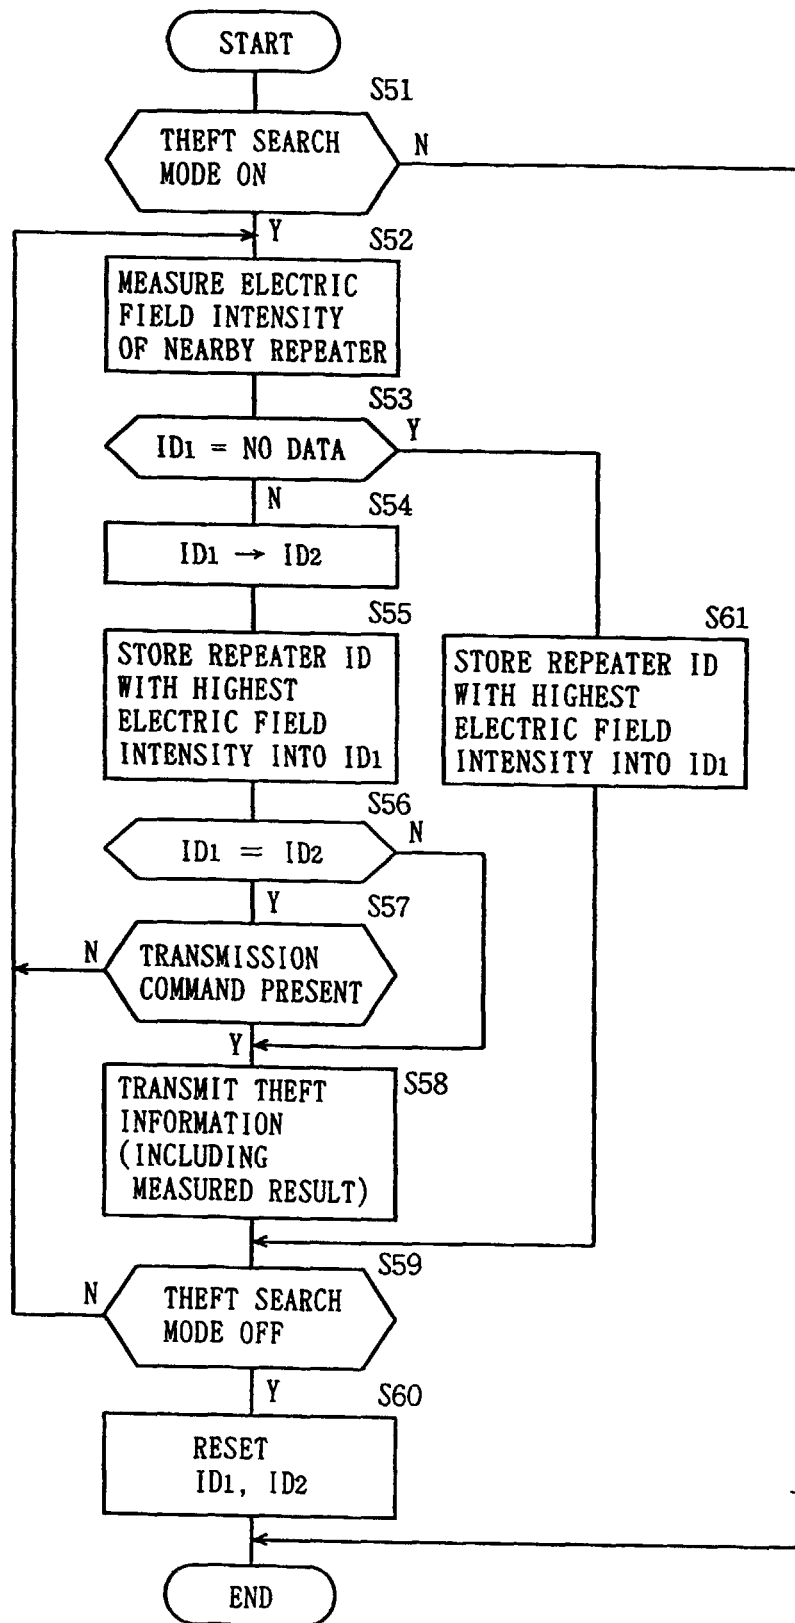 START
S51
THEFT SEARCH
MODE ON
N
Y
S52
MEASURE ELECTRIC
FIELD INTENSITY
OF NEARBY REPEATER
S53
ID1 = NO DATA
Y
N
S54
ID1 → ID2
S55
STORE REPEATER ID
WITH HIGHEST
ELECTRIC FIELD
INTENSITY INTO ID1
S61
STORE REPEATER ID
WITH HIGHEST
ELECTRIC FIELD
INTENSITY INTO ID1
S56
ID1 = ID2
N
Y
S57
N
TRANSMISSION
COMMAND PRESENT
Y
S58
TRANSMIT THEFT
INFORMATION
(INCLUDING
MEASURED RESULT)
S59
N
THEFT SEARCH
MODE OFF
Y
S60
RESET
ID1, ID2
END